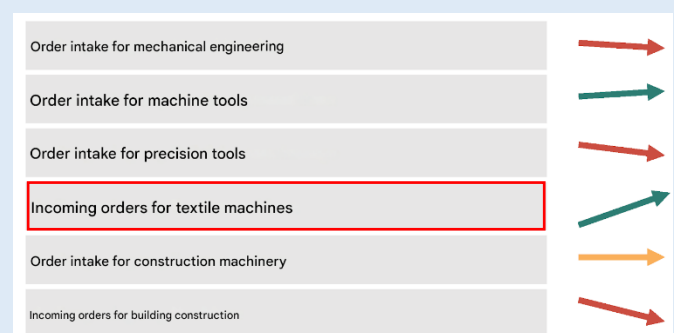 Order intake for mechanical engineering
Order intake for machine tools
Order intake for precision tools
Incoming orders for textile machines
Order intake for construction machinery
Incoming orders for building construction